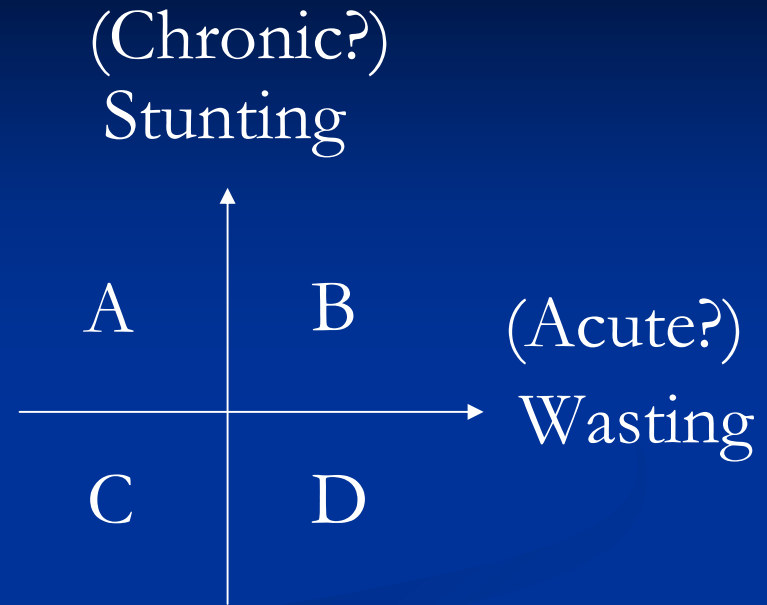 (Chronic?)
Stunting
A B
(Acute?)
Wasting
C D